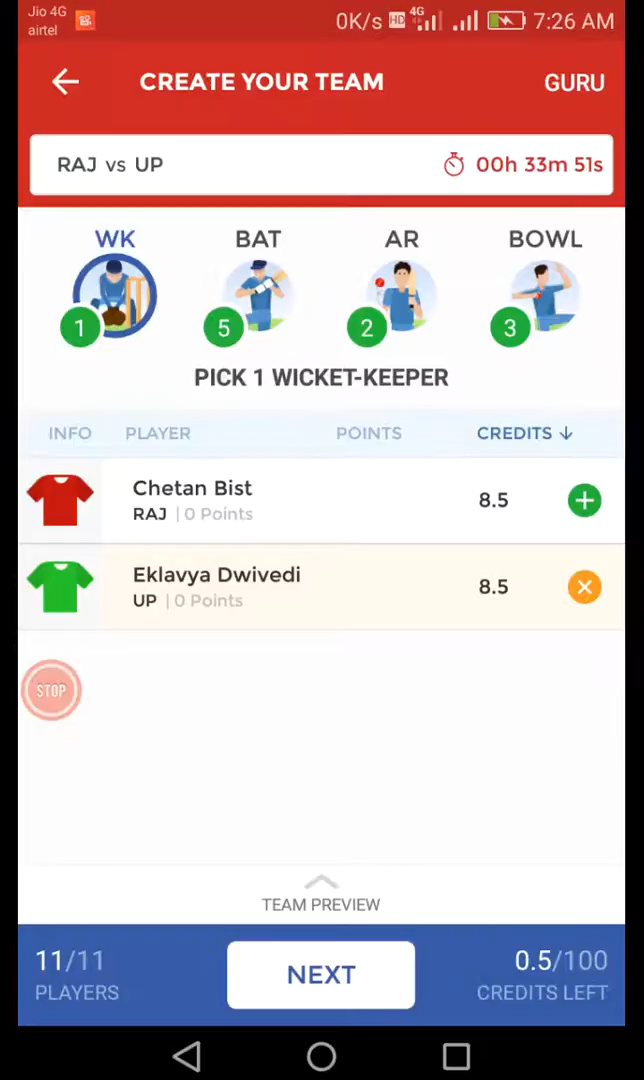 Jio 4G
airtel
0K/s HD 4G 7:26 AM
CREATE YOUR TEAM GURU
RAJ vs UP 00h 33m 51s
WK BAT AR BOWL
1 5 2 3
PICK 1 WICKET-KEEPER
INFO PLAYER POINTS CREDITS ↓
Chetan Bist
RAJ | 0 Points 8.5
Eklavya Dwivedi
UP | 0 Points 8.5
STOP
TEAM PREVIEW
11/11 NEXT 0.5/100
PLAYERS CREDITS LEFT